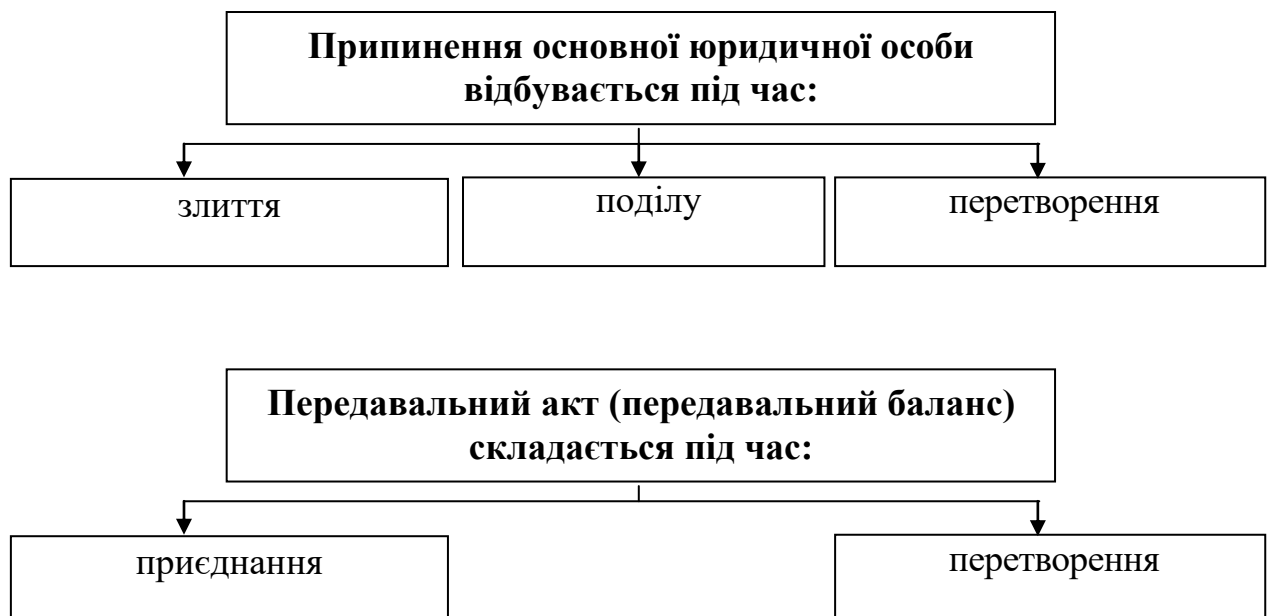 Припинення основної юридичної особи
відбувається під час:
злиття
поділу
перетворення
Передавальний акт (передавальний баланс)
складається під час:
приєднання
перетворення